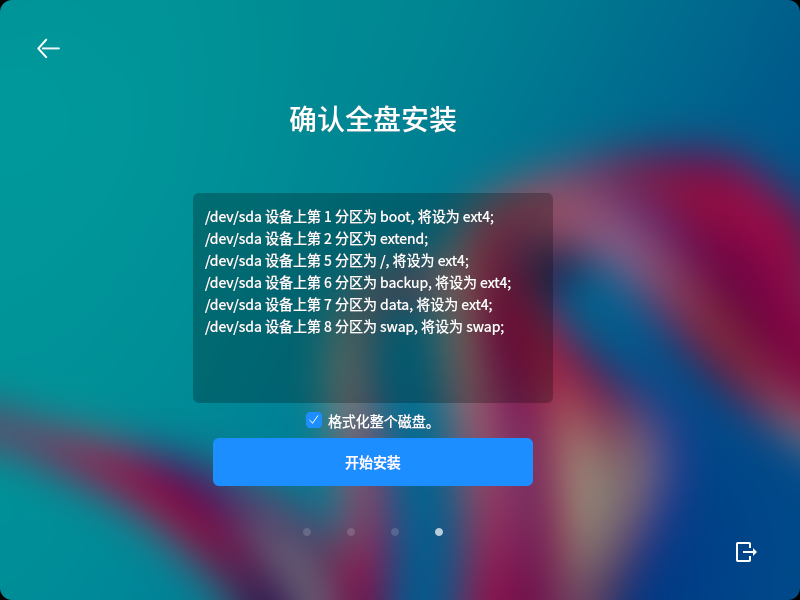 确认全盘安装
/dev/sda 设备上第 1 分区为 boot, 将设为 ext4;
/dev/sda 设备上第 2 分区为 extend;
/dev/sda 设备上第 5 分区为 /, 将设为 ext4;
/dev/sda 设备上第 6 分区为 backup, 将设为 ext4;
/dev/sda 设备上第 7 分区为 data, 将设为 ext4;
/dev/sda 设备上第 8 分区为 swap, 将设为 swap;
格式化整个磁盘。
开始安装